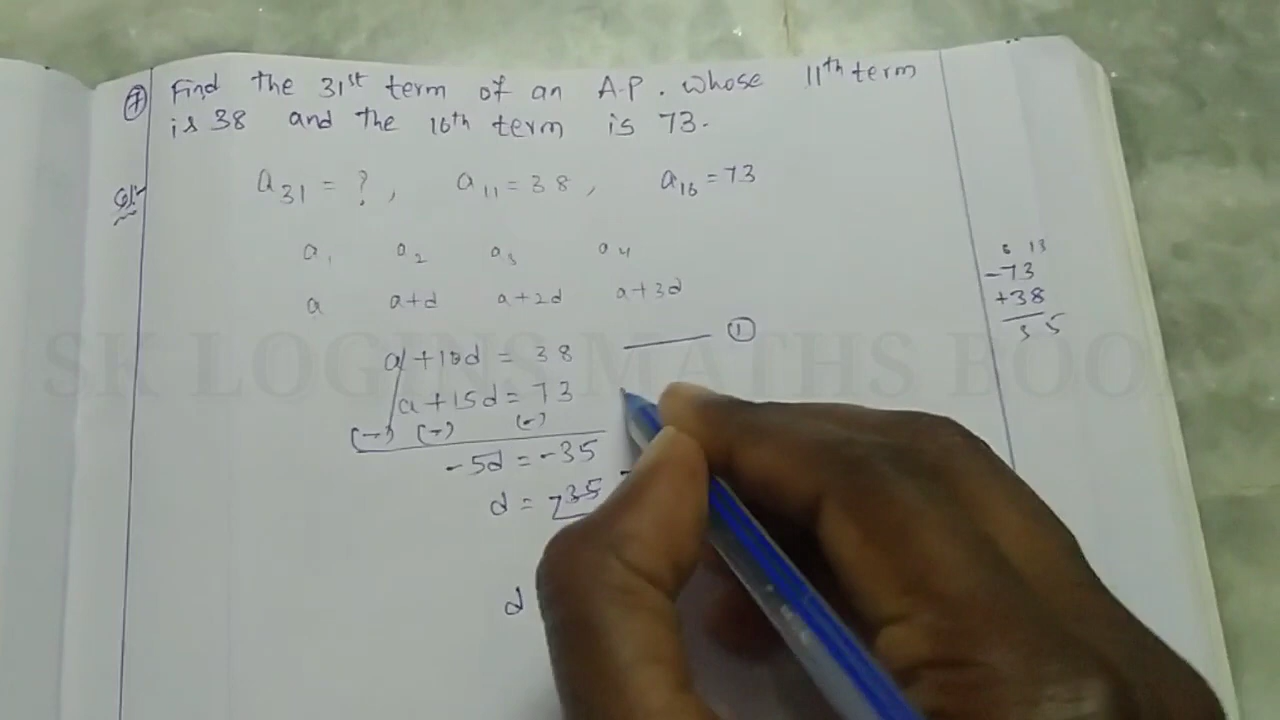 ⑦ Find the 31st term of an A.P. whose 11th term
is 38 and the 16th term is 73.
Sol:-
a31 = ?, a11 = 38, a16 = 73
a1 a2 a3 a4
a a+d a+2d a+3d
6 13
-73
+38
35
a+10d = 38 ——— ①
a+15d = 73
(-) (-) (-)
-5d = -35
d = -35
d
SK LOGINS MATHS BOO